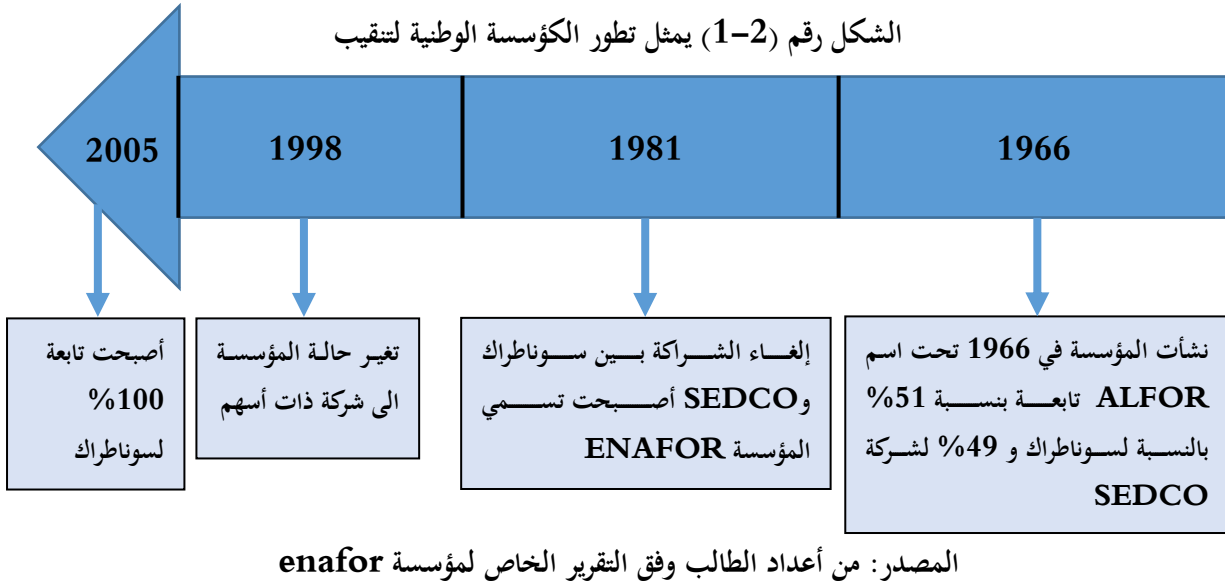 الشكل رقم (2-1) يمثل تطور الكؤسسة الوطنية لتنقيب
1966
1981
1998
2005
نشأت المؤسسة في 1966 تحت اسم
ALFOR تابعة بنسبة 51%
بالنسبة لسوناطراك و 49% لشركة
SEDCO
إلغاء الشراكة بين سوناطراك
وSEDCO أصبحت تسمي
المؤسسة ENAFOR
تغير حالة المؤسسة
الى شركة ذات أسهم
أصبحت تابعة
100%
لسوناطراك
المصدر: من أعداد الطالب وفق التقرير الخاص لمؤسسة enafor